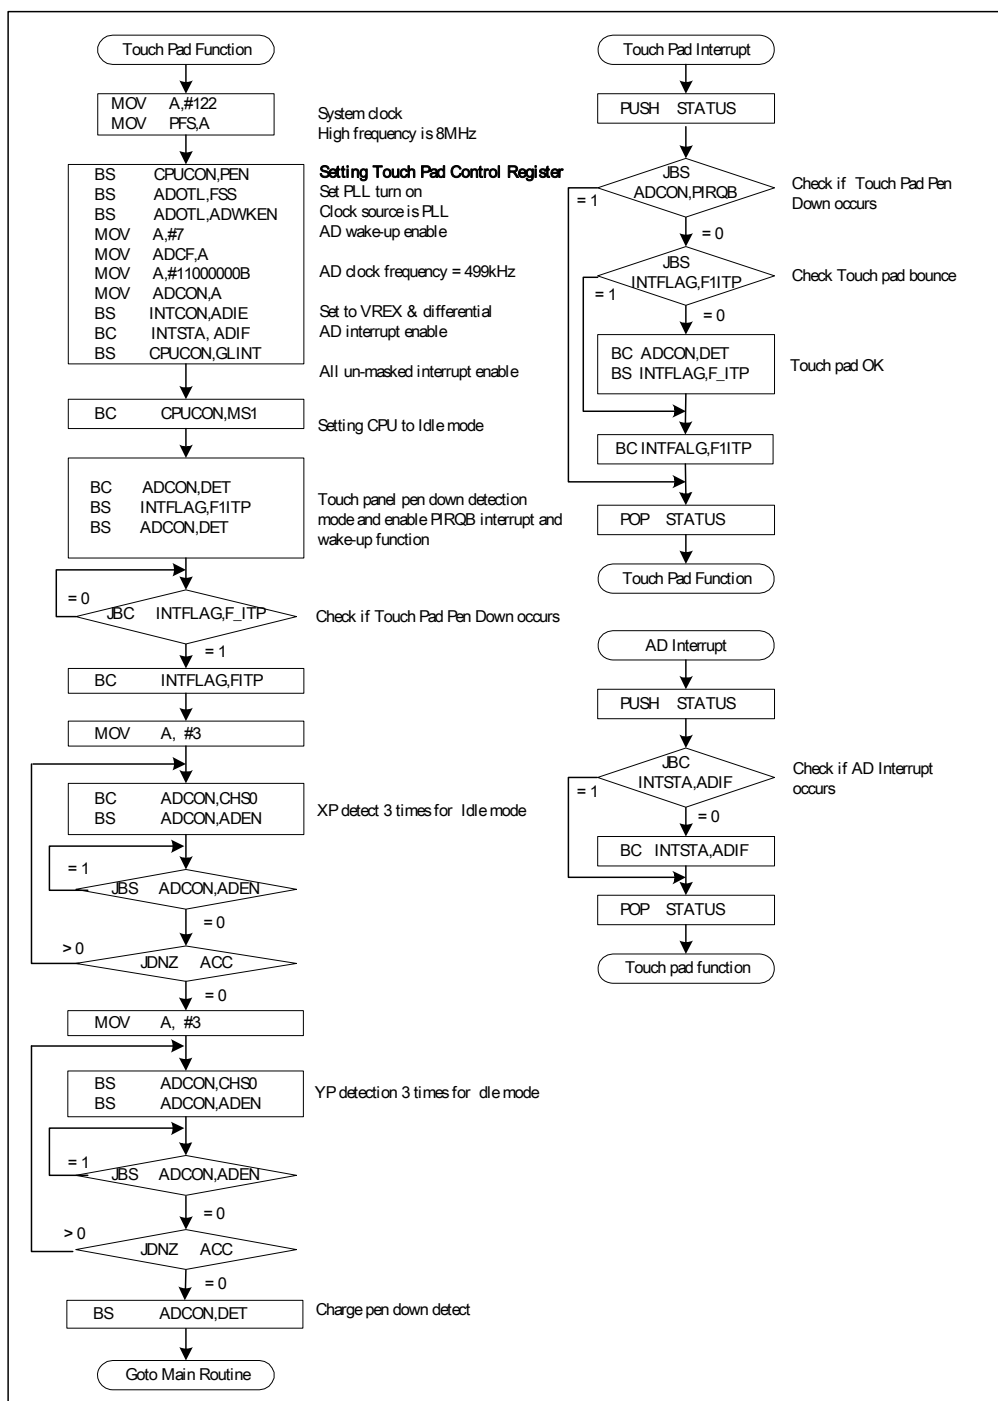 Touch Pad Function
MOV A,#122
MOV PFS,A
System clock
High frequency is 8MHz
BS CPUCON,PEN
BS ADOTL,FSS
BS ADOTL,ADWKEN
MOV A,#7
MOV ADCF,A
MOV A,#11000000B
MOV ADCON,A
BS INTCON,ADIE
BC INTSTA, ADIF
BS CPUCON,GLINT
Setting Touch Pad Control Register
Set PLL turn on
Clock source is PLL
AD wake-up enable
AD clock frequency = 499kHz
Set to VREX & differential
AD interrupt enable
All un-masked interrupt enable
BC CPUCON,MS1
Setting CPU to Idle mode
BC ADCON,DET
BS INTFLAG,F1ITP
BS ADCON,DET
Touch panel pen down detection
mode and enable PIRQB interrupt and
wake-up function
= 0
JBC INTFLAG,F_ITP
Check if Touch Pad Pen Down occurs
= 1
BC INTFLAG,FITP
MOV A, #3
BC ADCON,CHS0
BS ADCON,ADEN
XP detect 3 times for Idle mode
= 1
JBS ADCON,ADEN
= 0
> 0
JDNZ ACC
= 0
MOV A, #3
BS ADCON,CHS0
BS ADCON,ADEN
YP detection 3 times for dle mode
= 1
JBS ADCON,ADEN
= 0
> 0
JDNZ ACC
= 0
BS ADCON,DET
Charge pen down detect
Goto Main Routine
Touch Pad Interrupt
PUSH STATUS
JBS
ADCON,PIRQB
Check if Touch Pad Pen
Down occurs
= 1
= 0
JBS
INTFLAG,F1ITP
Check Touch pad bounce
= 1
= 0
BC ADCON,DET
BS INTFLAG,F_ITP
Touch pad OK
BC INTFALG,F1ITP
POP STATUS
Touch Pad Function
AD Interrupt
PUSH STATUS
JBC
INTSTA,ADIF
Check if AD Interrupt
occurs
= 1
= 0
BC INTSTA,ADIF
POP STATUS
Touch pad function